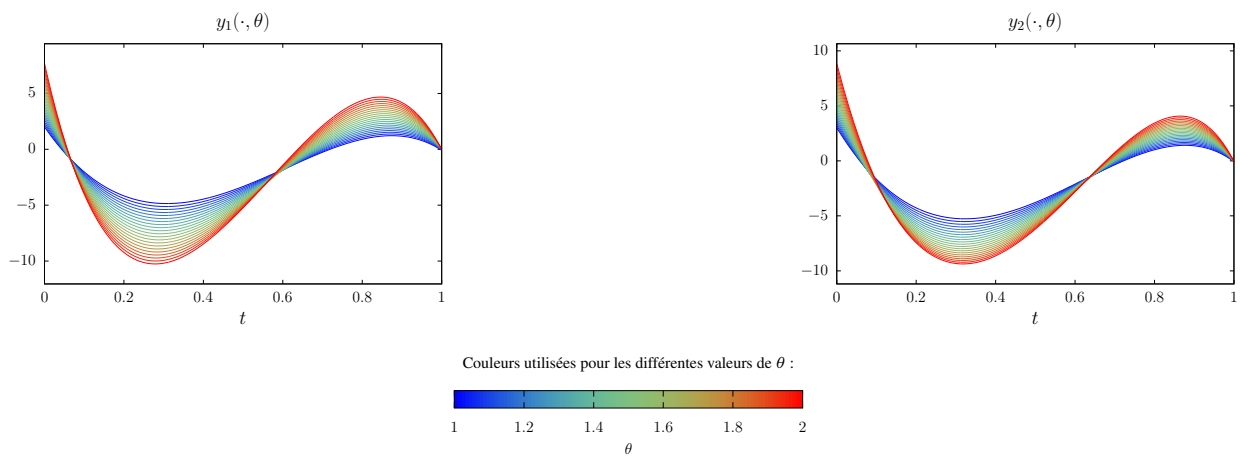 y₁(·, θ)
5
0
−5
−10
0 0.2 0.4 0.6 0.8 1
t
y₂(·, θ)
10
5
0
−5
−10
0 0.2 0.4 0.6 0.8 1
t
Couleurs utilisées pour les différentes valeurs de θ :
1 1.2 1.4 1.6 1.8 2
θ